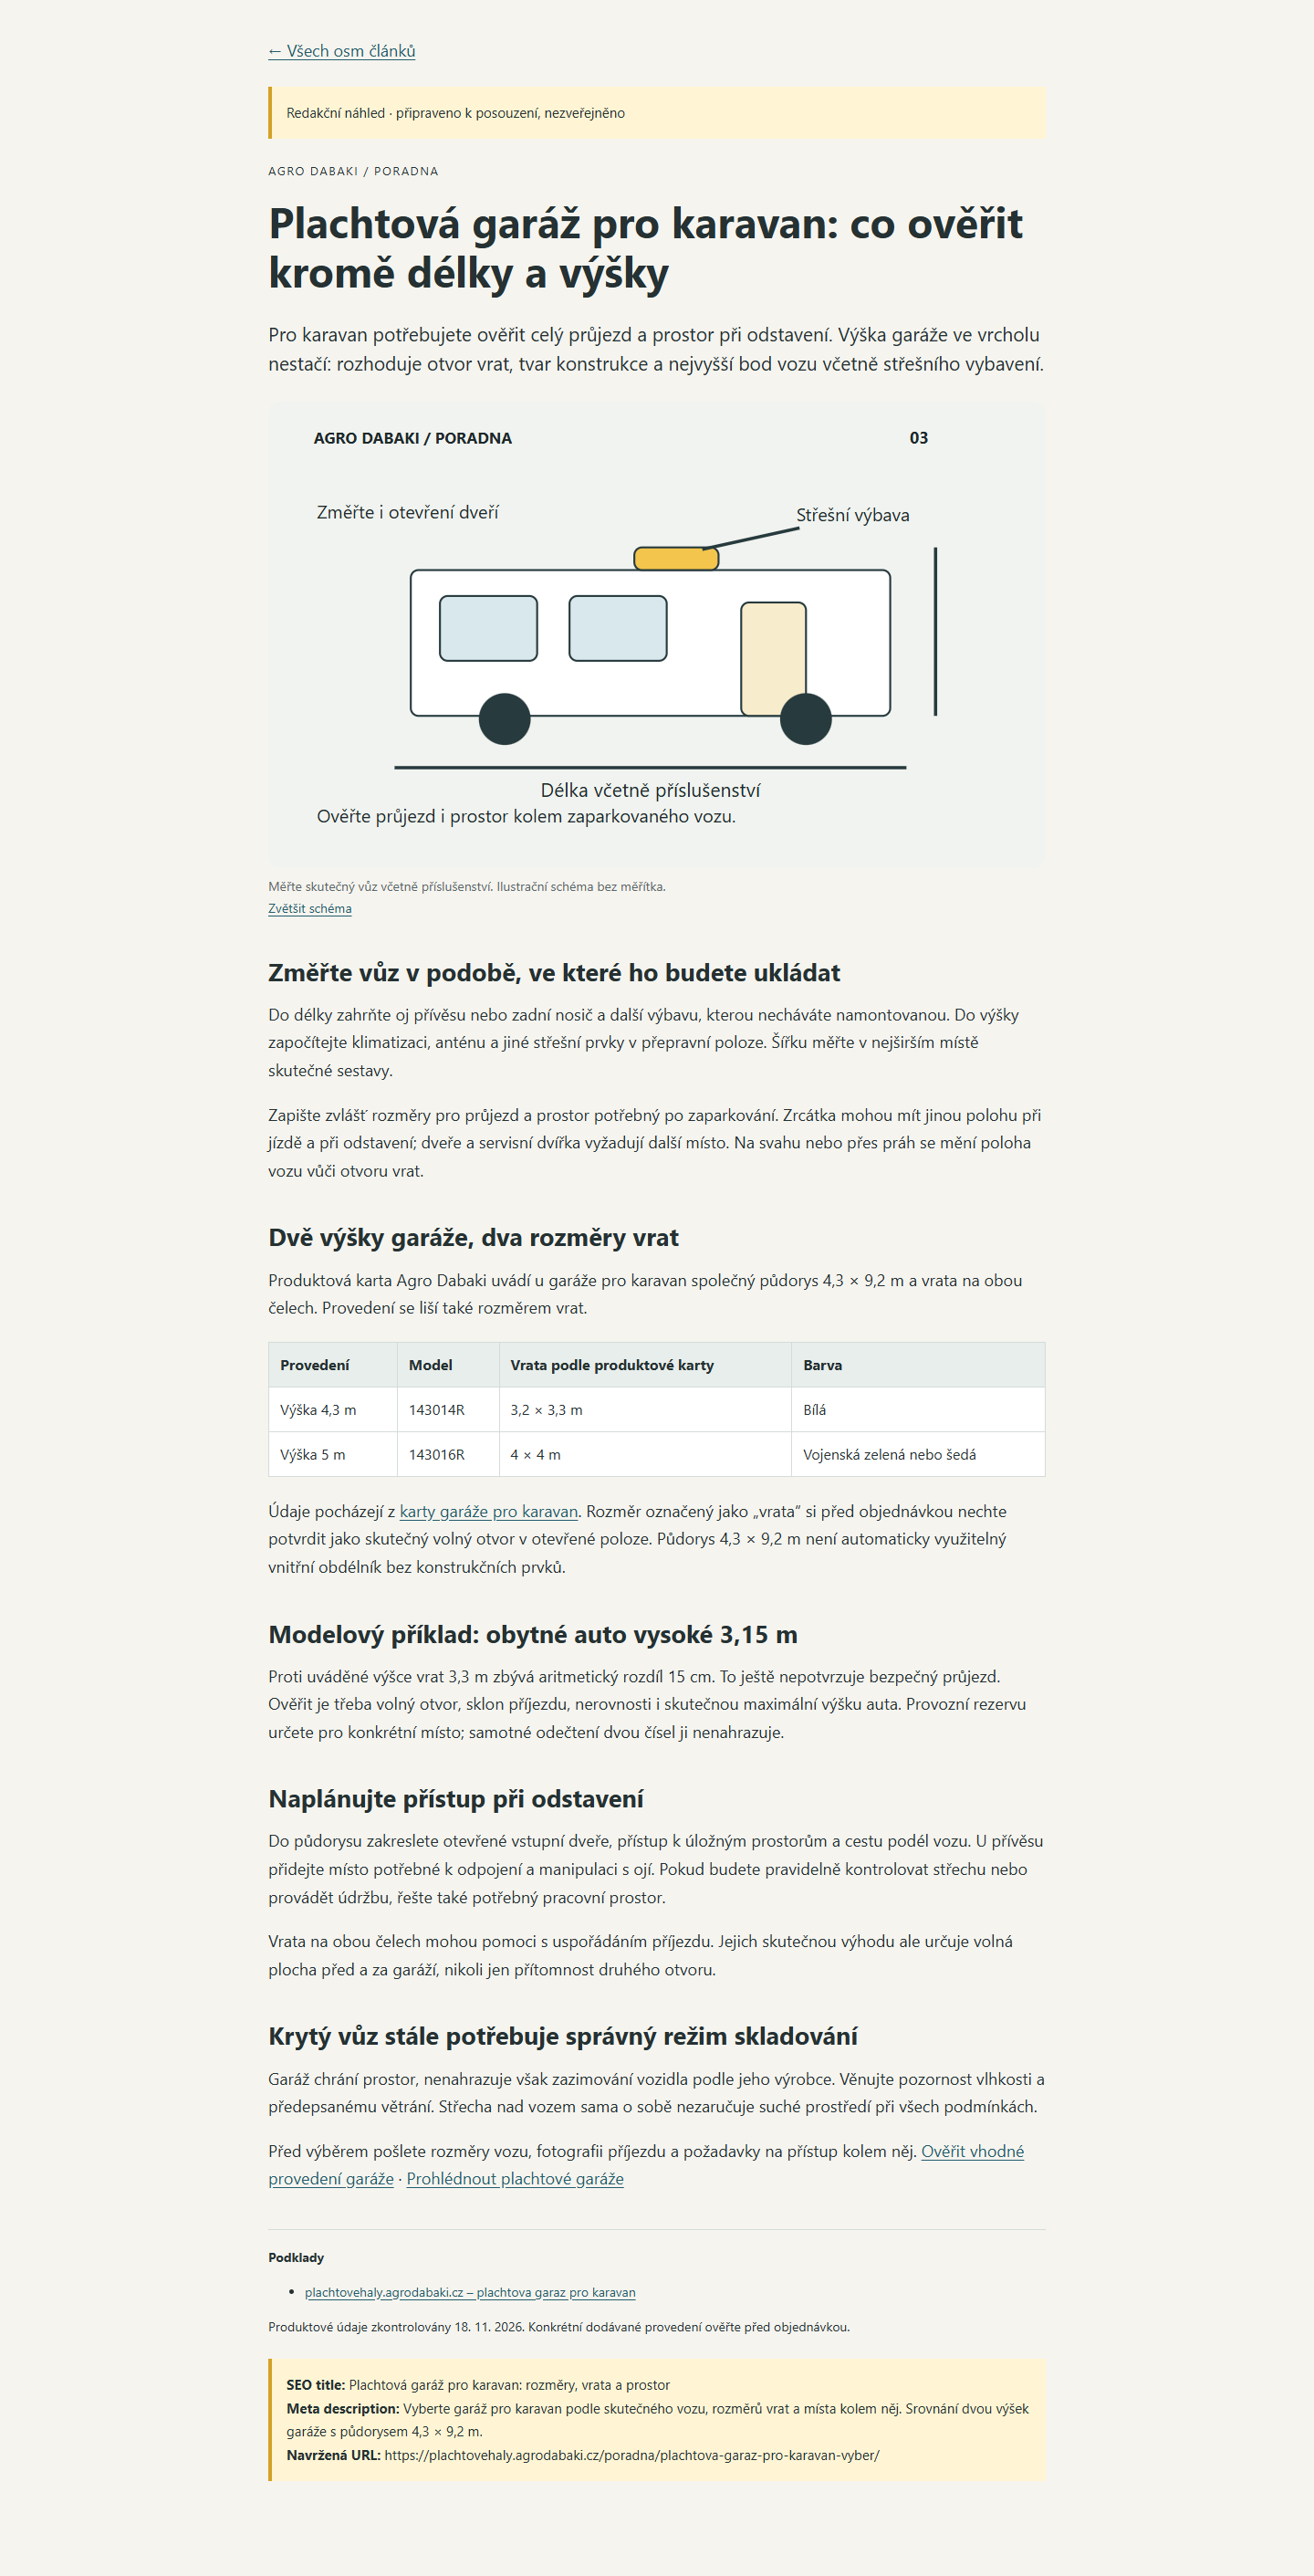 ← Všech osm článků
Redakční náhled · připraveno k posouzení, nezveřejněno
AGRO DABAKI / PORADNA
Plachtová garáž pro karavan: co ověřit
kromě délky a výšky
Pro karavan potřebujete ověřit celý průjezd a prostor při odstavení. Výška garáže ve vrcholu
nestačí: rozhoduje otvor vrat, tvar konstrukce a nejvyšší bod vozu včetně střešního vybavení.
AGRO DABAKI / PORADNA 03
Změřte i otevření dveří
Střešní výbava
Délka včetně příslušenství
Ověřte průjezd i prostor kolem zaparkovaného vozu.
Měřte skutečný vůz včetně příslušenství. Ilustrační schéma bez měřítka.
Zvětšit schéma
Změřte vůz v podobě, ve které ho budete ukládat
Do délky zahrňte oj přívěsu nebo zadní nosič a další výbavu, kterou necháváte namontovanou. Do výšky
započítejte klimatizaci, anténu a jiné střešní prvky v přepravní poloze. Šířku měřte v nejširším místě
skutečné sestavy.
Zapište zvlášť rozměry pro průjezd a prostor potřebný po zaparkování. Zrcátka mohou mít jinou polohu při
jízdě a při odstavení; dveře a servisní dvířka vyžadují další místo. Na svahu nebo přes práh se mění poloha
vozu vůči otvoru vrat.
Dvě výšky garáže, dva rozměry vrat
Produktová karta Agro Dabaki uvádí u garáže pro karavan společný půdorys 4,3 × 9,2 m a vrata na obou
čelech. Provedení se liší také rozměrem vrat.
Provedení Model Vrata podle produktové karty Barva
Výška 4,3 m 143014R 3,2 × 3,3 m Bílá
Výška 5 m 143016R 4 × 4 m Vojenská zelená nebo šedá
Údaje pocházejí z karty garáže pro karavan. Rozměr označený jako „vrata“ si před objednávkou nechte
potvrdit jako skutečný volný otvor v otevřené poloze. Půdorys 4,3 × 9,2 m není automaticky využitelný
vnitřní obdélník bez konstrukčních prvků.
Modelový příklad: obytné auto vysoké 3,15 m
Proti uváděné výšce vrat 3,3 m zbývá aritmetický rozdíl 15 cm. To ještě nepotvrzuje bezpečný průjezd.
Ověřit je třeba volný otvor, sklon příjezdu, nerovnosti i skutečnou maximální výšku auta. Provozní rezervu
určete pro konkrétní místo; samotné odečtení dvou čísel ji nenahrazuje.
Naplánujte přístup při odstavení
Do půdorysu zakreslete otevřené vstupní dveře, přístup k úložným prostorům a cestu podél vozu. U přívěsu
přidejte místo potřebné k odpojení a manipulaci s ojí. Pokud budete pravidelně kontrolovat střechu nebo
provádět údržbu, řešte také potřebný pracovní prostor.
Vrata na obou čelech mohou pomoci s uspořádáním příjezdu. Jejich skutečnou výhodu ale určuje volná
plocha před a za garáží, nikoli jen přítomnost druhého otvoru.
Krytý vůz stále potřebuje správný režim skladování
Garáž chrání prostor, nenahrazuje však zazimování vozidla podle jeho výrobce. Věnujte pozornost vlhkosti a
předepsanému větrání. Střecha nad vozem sama o sobě nezaručuje suché prostředí při všech podmínkách.
Před výběrem pošlete rozměry vozu, fotografii příjezdu a požadavky na přístup kolem něj. Ověřit vhodné
provedení garáže · Prohlédnout plachtové garáže
Podklady
• plachtovehaly.agrodabaki.cz – plachtova garaz pro karavan
Produktové údaje zkontrolovány 18. 11. 2026. Konkrétní dodávané provedení ověřte před objednávkou.
SEO title: Plachtová garáž pro karavan: rozměry, vrata a prostor
Meta description: Vyberte garáž pro karavan podle skutečného vozu, rozměrů vrat a místa kolem něj. Srovnání dvou výšek
garáže s půdorysem 4,3 × 9,2 m.
Navržená URL: https://plachtovehaly.agrodabaki.cz/poradna/plachtova-garaz-pro-karavan-vyber/